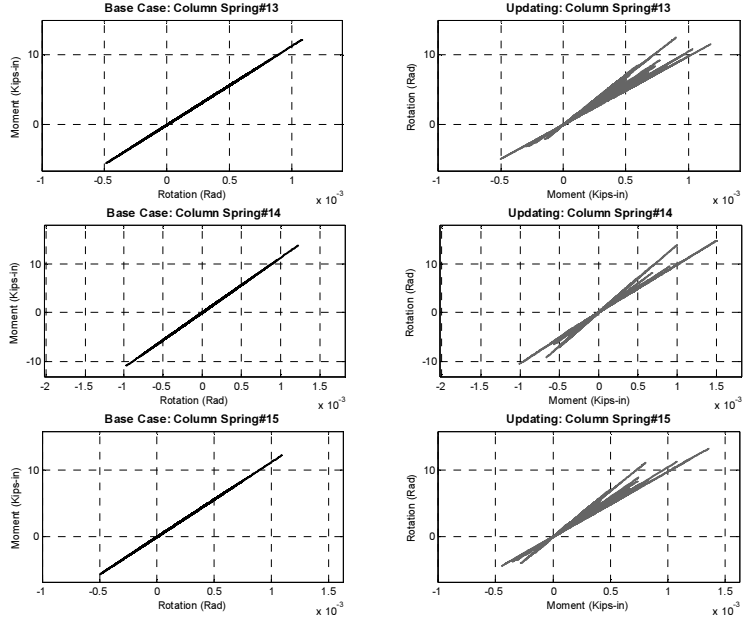 Base Case: Column Spring#13
Moment (Kips-in)
10
0
-1 -0.5 0 0.5 1
Rotation (Rad)
x 10-3
Updating: Column Spring#13
Rotation (Rad)
10
0
-1 -0.5 0 0.5 1
Moment (Kips-in)
x 10-3
Base Case: Column Spring#14
Moment (Kips-in)
10
0
-10
-2 -1.5 -1 -0.5 0 0.5 1 1.5
Rotation (Rad)
x 10-3
Updating: Column Spring#14
Rotation (Rad)
10
0
-10
-2 -1.5 -1 -0.5 0 0.5 1 1.5
Moment (Kips-in)
x 10-3
Base Case: Column Spring#15
Moment (Kips-in)
10
0
-1 -0.5 0 0.5 1 1.5
Rotation (Rad)
x 10-3
Updating: Column Spring#15
Rotation (Rad)
10
0
-1 -0.5 0 0.5 1 1.5
Moment (Kips-in)
x 10-3